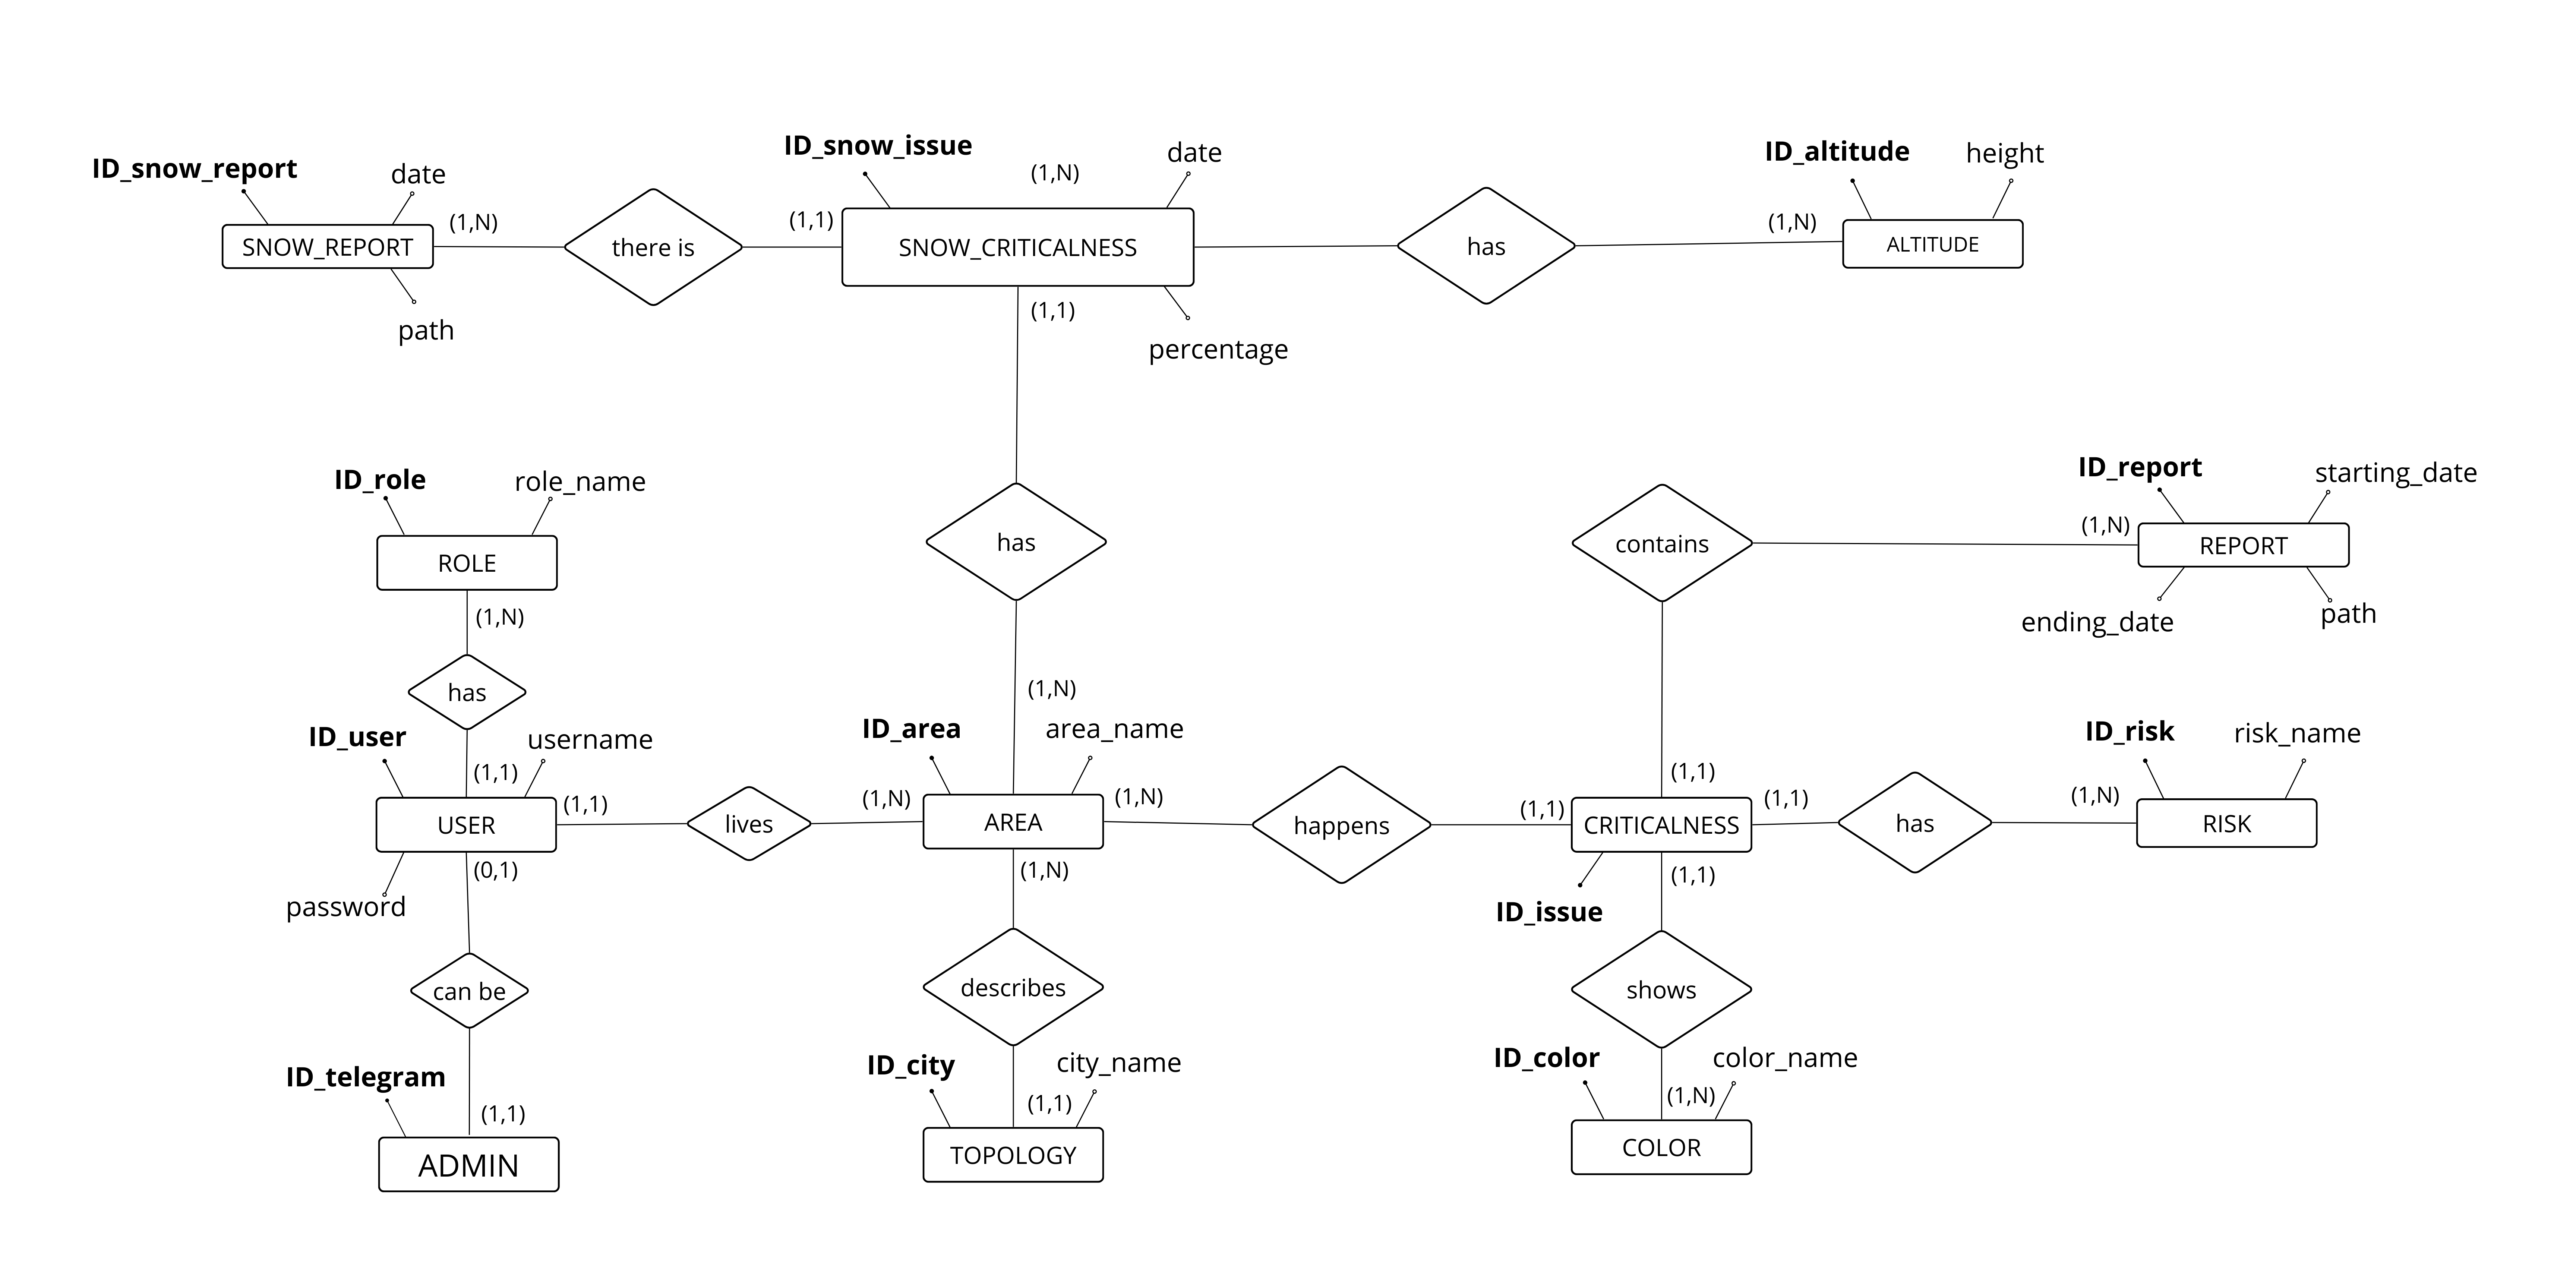 ID_snow_report
date
(1,N)
SNOW_REPORT
path
there is
ID_snow_issue
(1,N)
date
(1,1)
SNOW_CRITICALNESS
(1,1)
percentage
has
ID_altitude
height
(1,N)
ALTITUDE
ID_role
role_name
ROLE
(1,N)
has
ID_user
username
(1,1)
USER
(1,1)
(0,1)
password
can be
ID_telegram
(1,1)
ADMIN
lives
has
(1,N)
ID_area
area_name
(1,N)
AREA
(1,N)
(1,N)
describes
ID_city
city_name
(1,1)
TOPOLOGY
happens
contains
(1,1)
(1,1)
CRITICALNESS
(1,1)
(1,1)
ID_issue
shows
ID_color
color_name
(1,N)
COLOR
ID_report
starting_date
(1,N)
REPORT
ending_date
path
has
ID_risk
risk_name
(1,N)
RISK